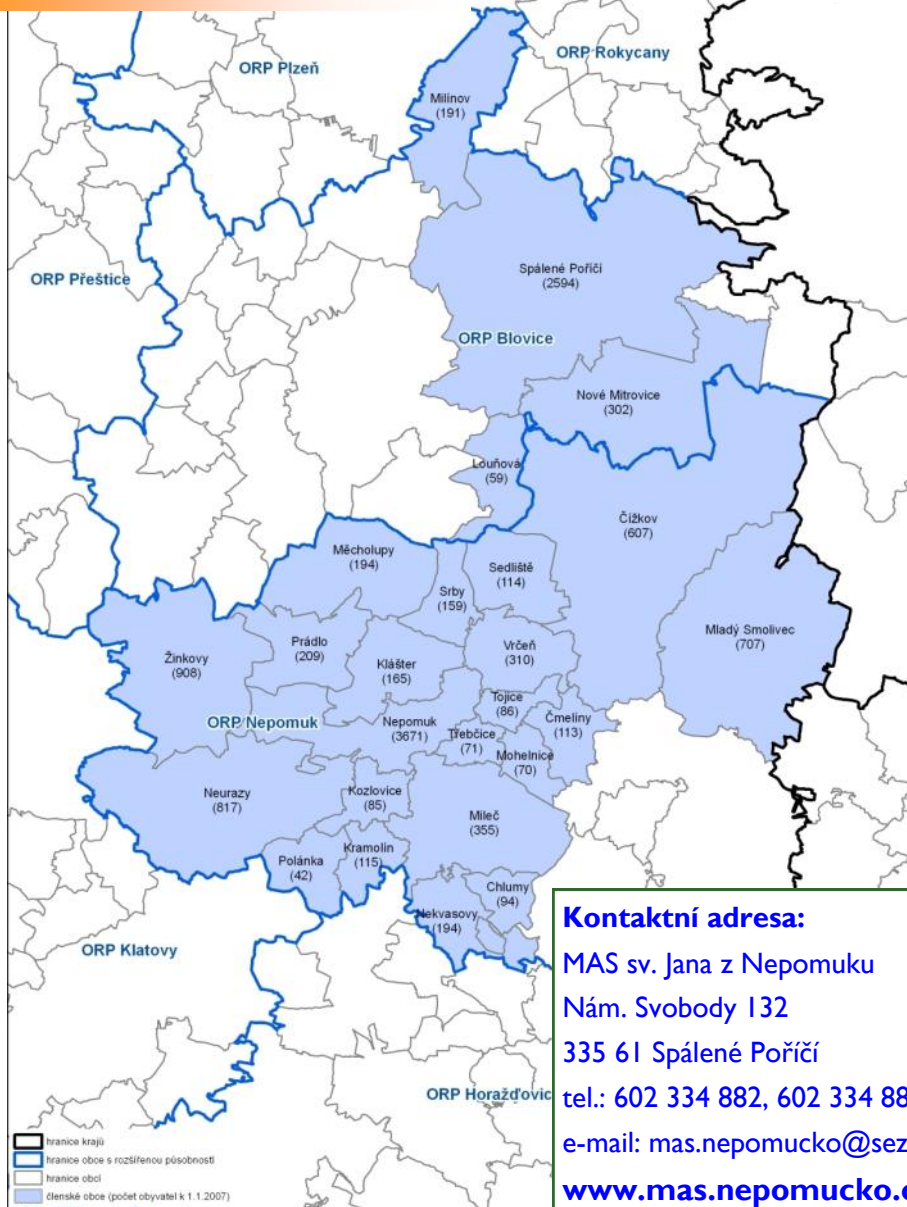 ORP Plzeň
ORP Rokycany
Milínov
(191)
ORP Přeštice
Spálené Poříčí
(2594)
ORP Blovice
Nové Mitrovice
(302)
Louňová
(59)
Čížkov
(607)
Měcholupy
(194)
Sedliště
(114)
Srby
(159)
Mladý Smolivec
(707)
Žinkovy
(908)
Prádlo
(209)
Klášter
(165)
Vrčeň
(310)
Tojice
(86)
Čmelíny
(113)
ORP Nepomuk
Nepomuk
(3671)
Třebčice
(71)
Mohelnice
(70)
Neurazy
(817)
Kozlovice
(85)
Mileč
(355)
Polánka
(42)
Kramolín
(115)
Chlumy
(94)
Nekvasovy
(194)
ORP Klatovy
ORP Horažďovic
Kontaktní adresa:
MAS sv. Jana z Nepomuku
Nám. Svobody 132
335 61 Spálené Poříčí
tel.: 602 334 882, 602 334 88
e-mail: mas.nepomucko@sez
www.mas.nepomucko.
hranice krajů
hranice obce s rozšířenou působností
hranice obcí
členské obce (počet obyvatel k 1.1.2007)